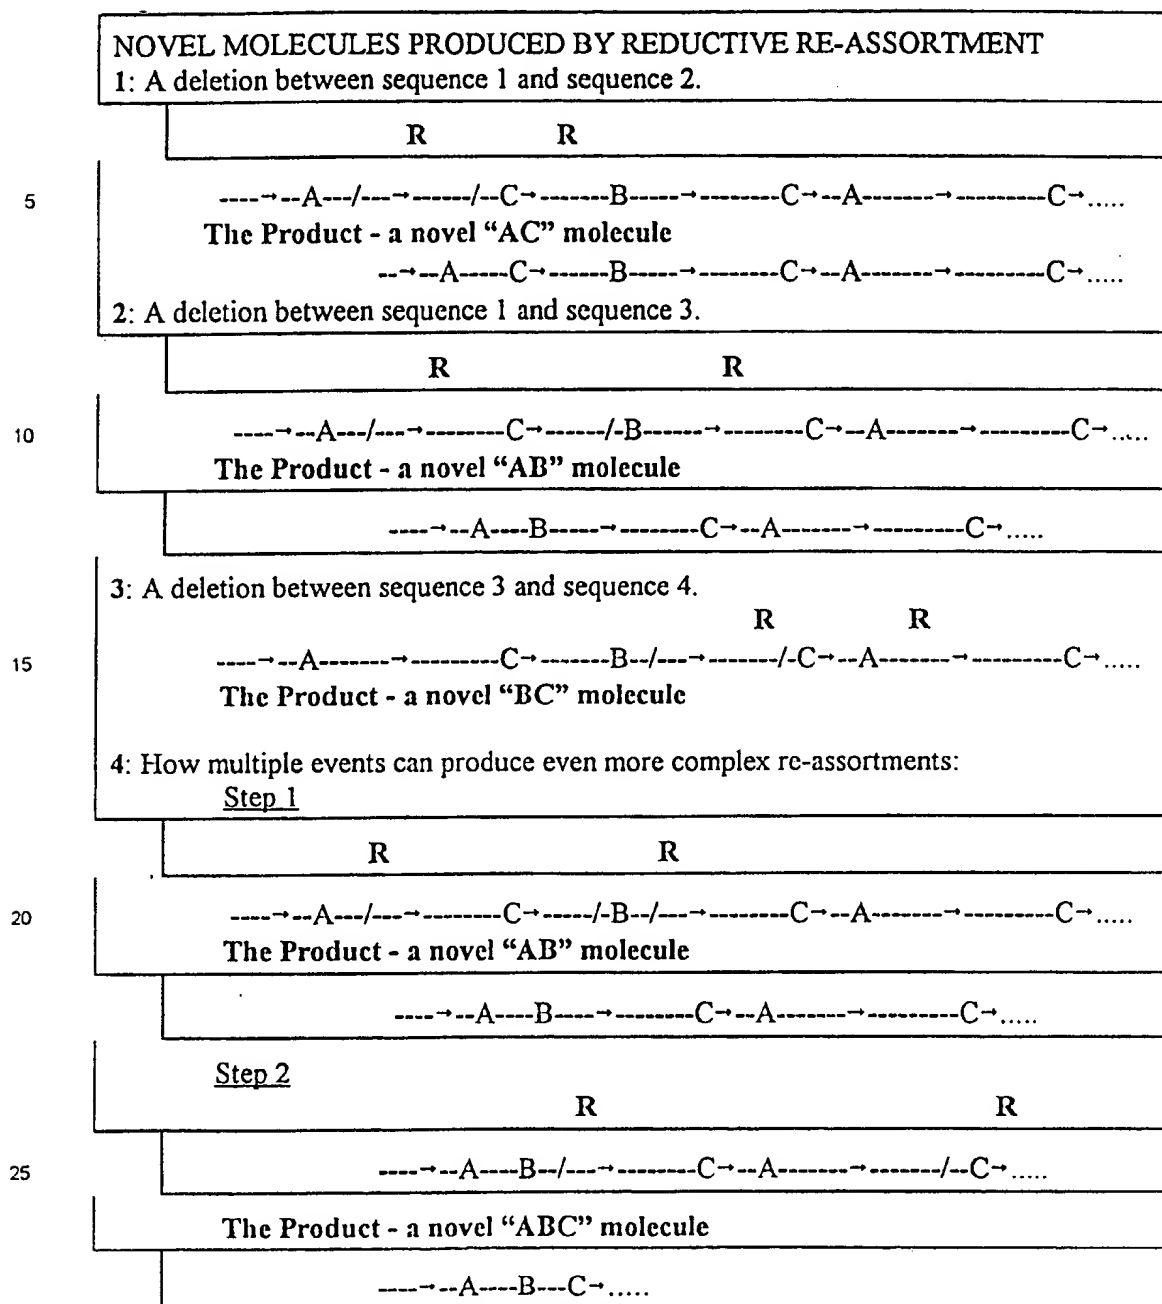 NOVEL MOLECULES PRODUCED BY REDUCTIVE RE-ASSORTMENT
1: A deletion between sequence 1 and sequence 2.
R R
5 ----→--A---/---→------/--C→-------B-----→--------C→--A--------→---------C→.....
The Product - a novel “AC” molecule
--→--A-----C→------B-----→--------C→--A--------→---------C→.....
2: A deletion between sequence 1 and sequence 3.
R R
10 ----→--A---/---→---------C→------/-B------→---------C→--A--------→---------C→.....
The Product - a novel “AB” molecule
----→--A----B-----→--------C→--A-------→---------C→.....
3: A deletion between sequence 3 and sequence 4.
R R
15 ----→--A--------→---------C→-------B--/---→-------/-C→--A-------→---------C→.....
The Product - a novel “BC” molecule
4: How multiple events can produce even more complex re-assortments:
Step 1
R R
20 ----→--A---/---→--------C→-----/-B--/---→--------C→--A-------→---------C→.....
The Product - a novel “AB” molecule
----→--A----B----→--------C→--A-------→---------C→.....
Step 2
R R
25 ----→--A----B--/---→--------C→--A-------→-------/--C→.....
The Product - a novel “ABC” molecule
----→--A----B---C→.....